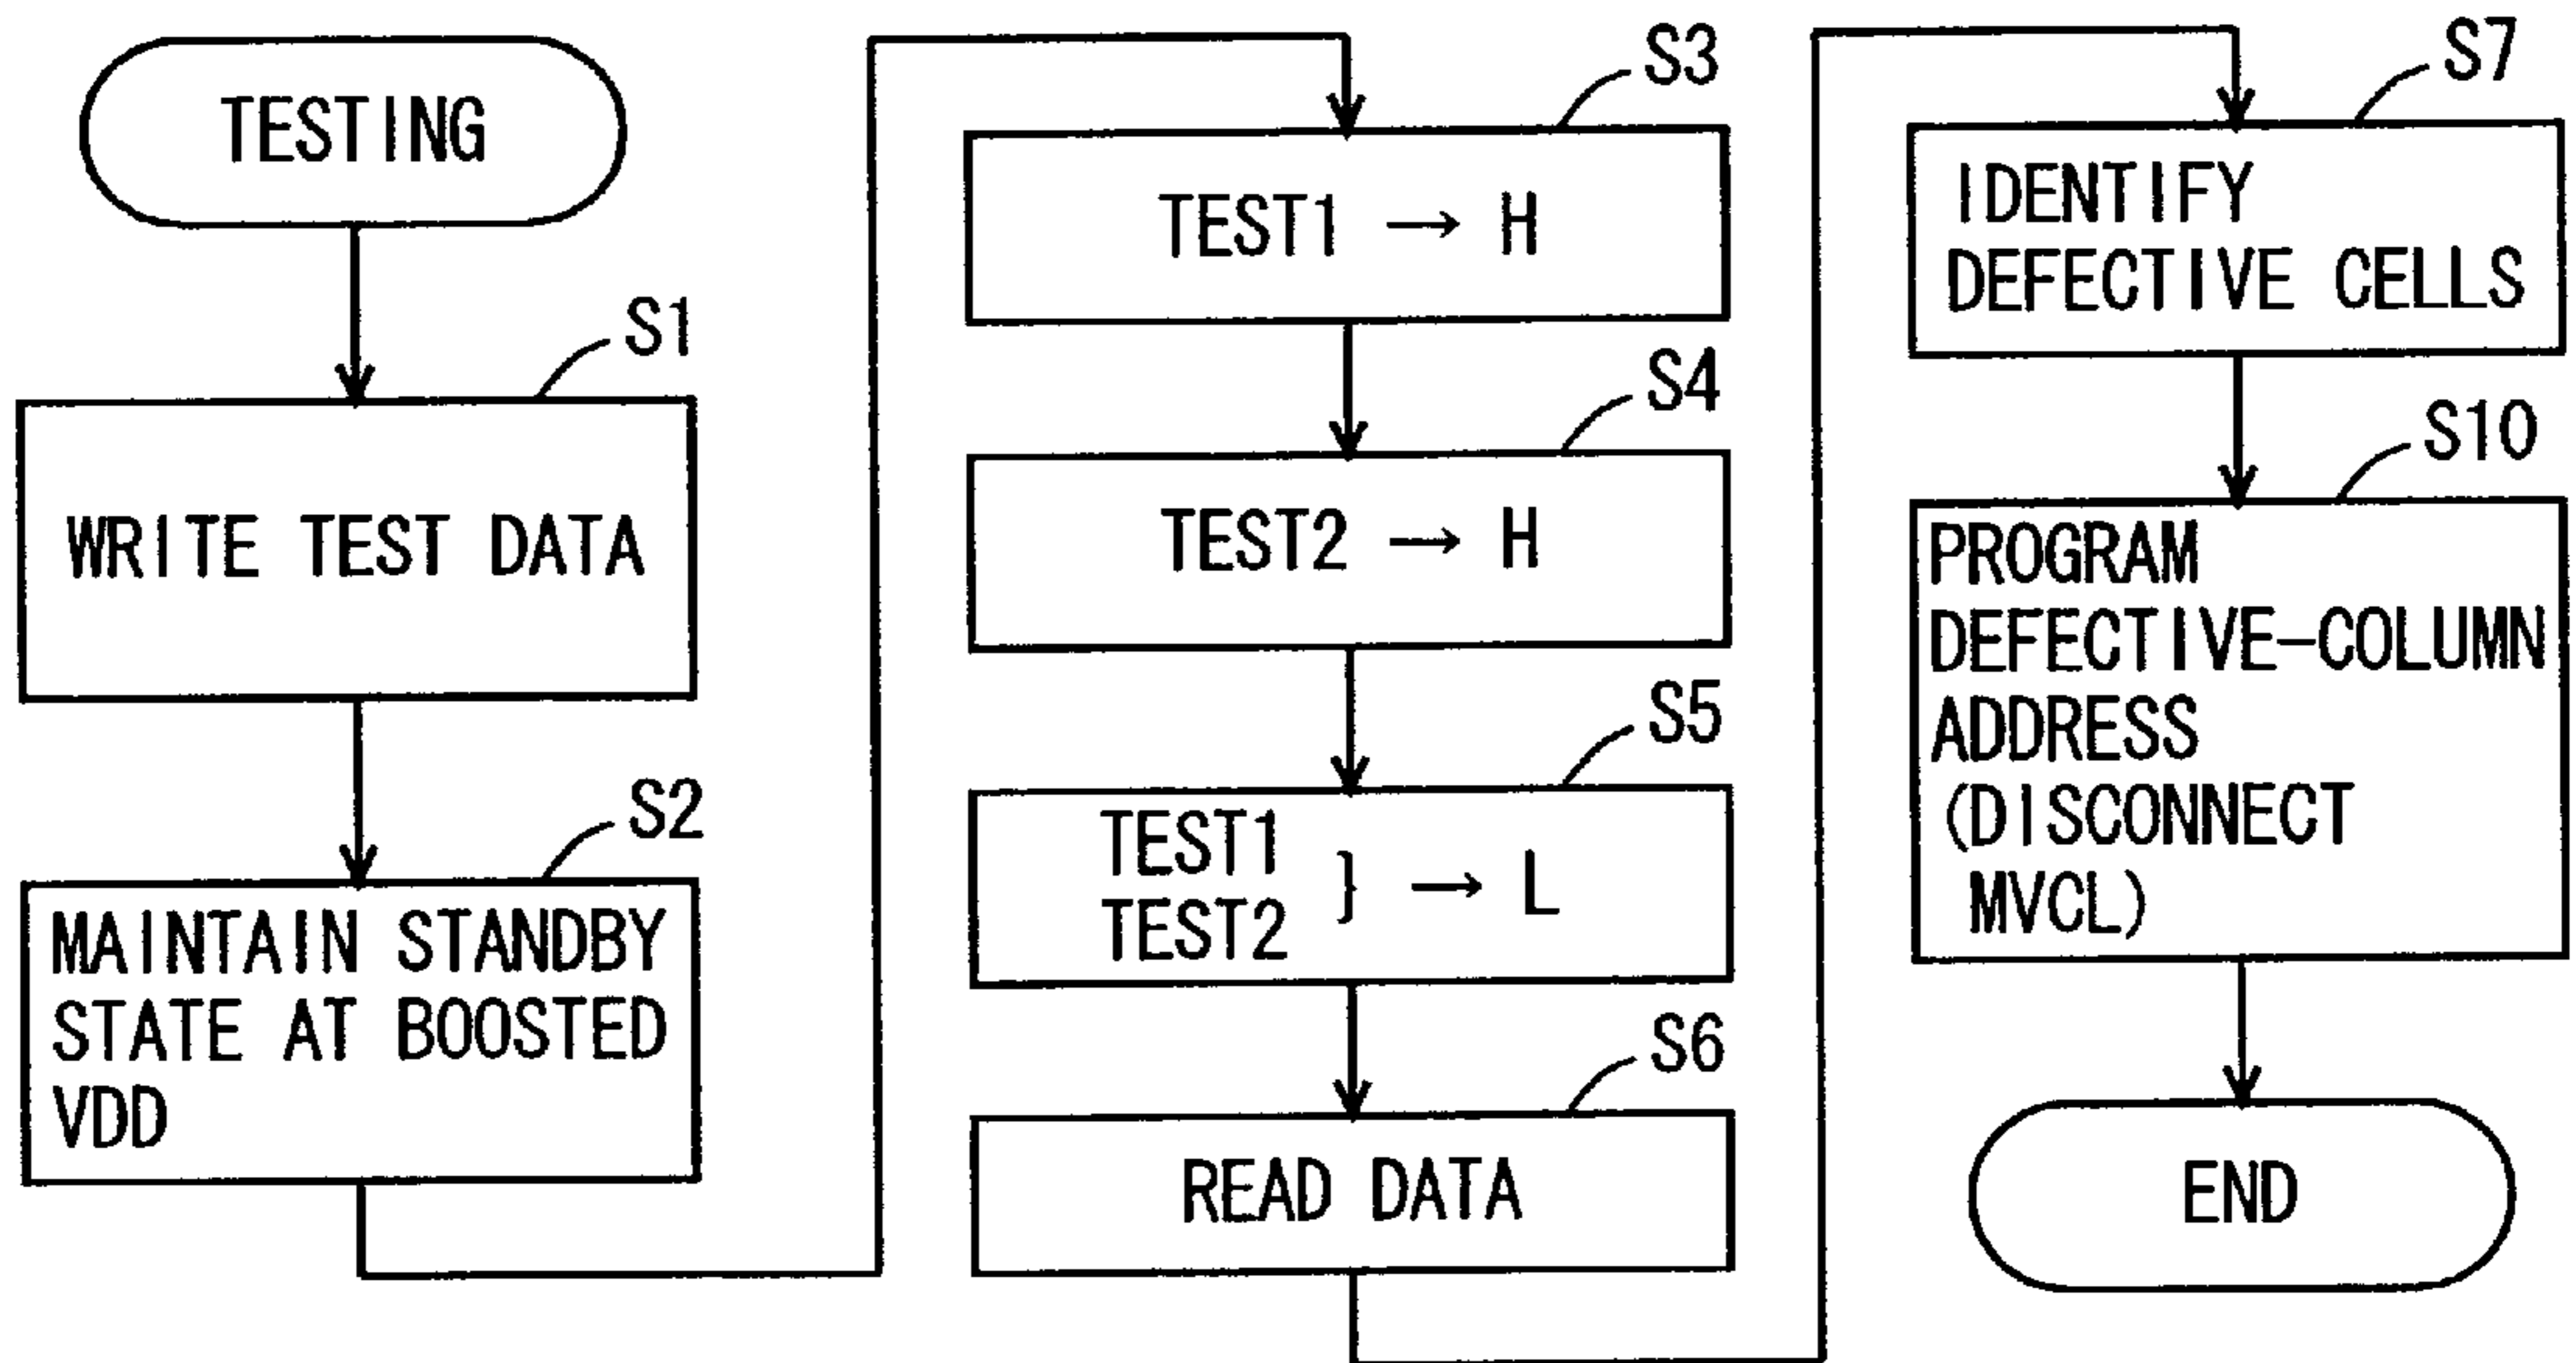 TESTING
S1
WRITE TEST DATA
S2
MAINTAIN STANDBY
STATE AT BOOSTED
VDD
S3
TEST1 → H
S4
TEST2 → H
S5
TEST1
TEST2 } → L
S6
READ DATA
S7
IDENTIFY
DEFECTIVE CELLS
S10
PROGRAM
DEFECTIVE-COLUMN
ADDRESS
(DISCONNECT
MVCL)
END